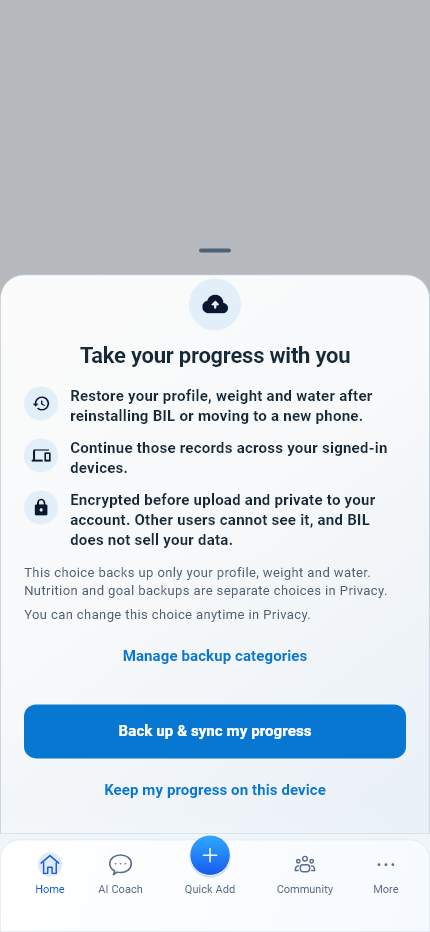 Take your progress with you
Restore your profile, weight and water after
reinstalling BIL or moving to a new phone.
Continue those records across your signed-in
devices.
Encrypted before upload and private to your
account. Other users cannot see it, and BIL
does not sell your data.
This choice backs up only your profile, weight and water.
Nutrition and goal backups are separate choices in Privacy.
You can change this choice anytime in Privacy.
Manage backup categories
Back up & sync my progress
Keep my progress on this device
Home AI Coach Quick Add Community More